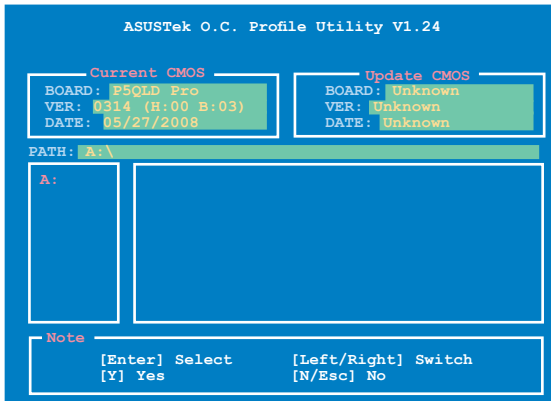 ASUSTek O.C. Profile Utility V1.24
Current CMOS
BOARD: P5QLD Pro
VER: 0314 (H:00 B:03)
DATE: 05/27/2008
Update CMOS
BOARD: Unknown
VER: Unknown
DATE: Unknown
PATH: A:\
A:
Note
[Enter] Select [Left/Right] Switch
[Y] Yes [N/Esc] No